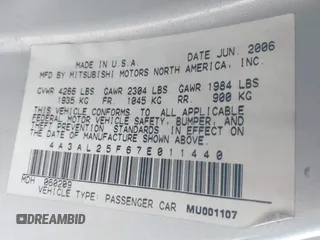 MADE IN U.S.A. DATE JUN. 2006
MFD BY MITSUBISHI MOTORS NORTH AMERICA, INC.
GVWR 4266 LBS GAWR 2304 LBS GAWR 1984 LBS
1935 KG FR. 1045 KG RR. 900 KG
THIS VEHICLE CONFORMS TO ALL APPLICABLE
FEDERAL MOTOR VEHICLE SAFETY, BUMPER, AND
THEFT PREVENTION STANDARDS IN EFFECT ON
THE DATE OF MANUFACTURE SHOWN ABOVE.
4A3AL25F67E011440
MDH 060209
VEHICLE TYPE: PASSENGER CAR MU001107
DREAMBID